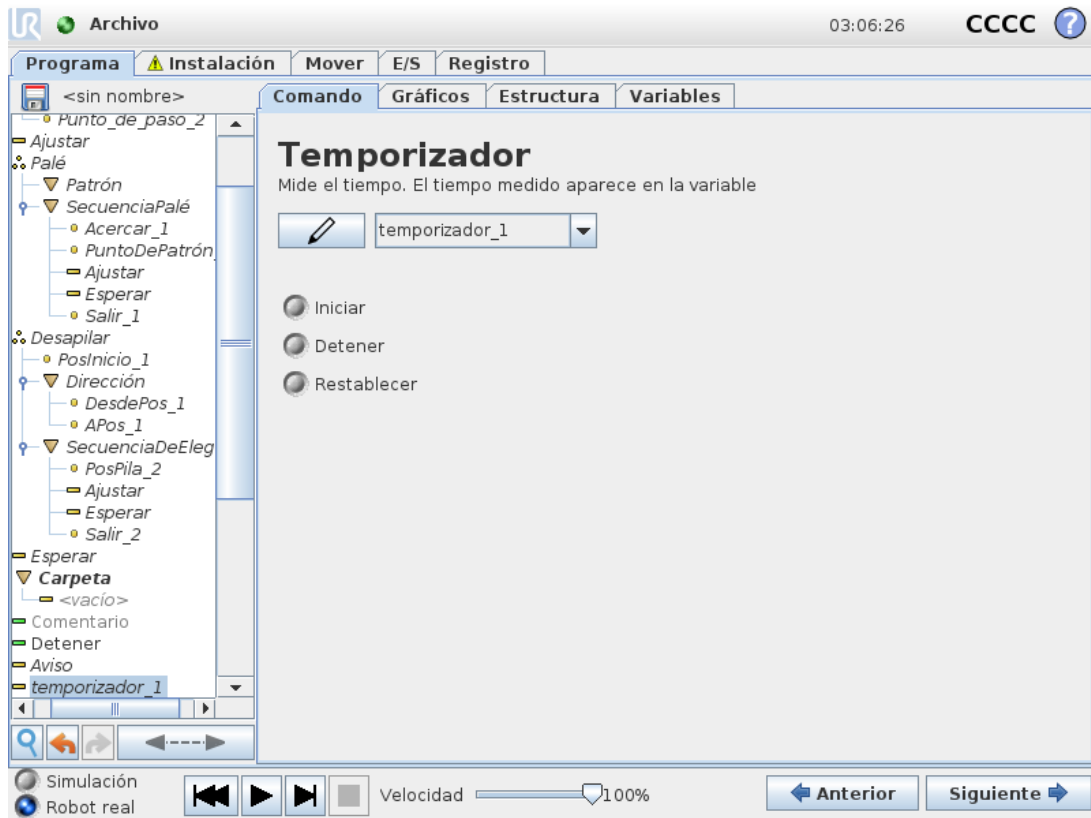 UR Archivo 03:06:26 CCCC ?
Programa Instalación Mover E/S Registro
<sin nombre> Comando Gráficos Estructura Variables
Punto_de_paso_2
Ajustar
Palé
Patrón
SecuenciaPalé
Acercar_1
PuntoDePatrón
Ajustar
Esperar
Salir_1
Desapilar
PosInicio_1
Dirección
DesdePos_1
APos_1
SecuenciaDeEleg
PosPila_2
Ajustar
Esperar
Salir_2
Esperar
Carpeta
<vacío>
Comentario
Detener
Aviso
temporizador_1
Temporizador
Mide el tiempo. El tiempo medido aparece en la variable
temporizador_1
Iniciar
Detener
Restablecer
Simulación
Robot real
Velocidad 100%
Anterior Siguiente